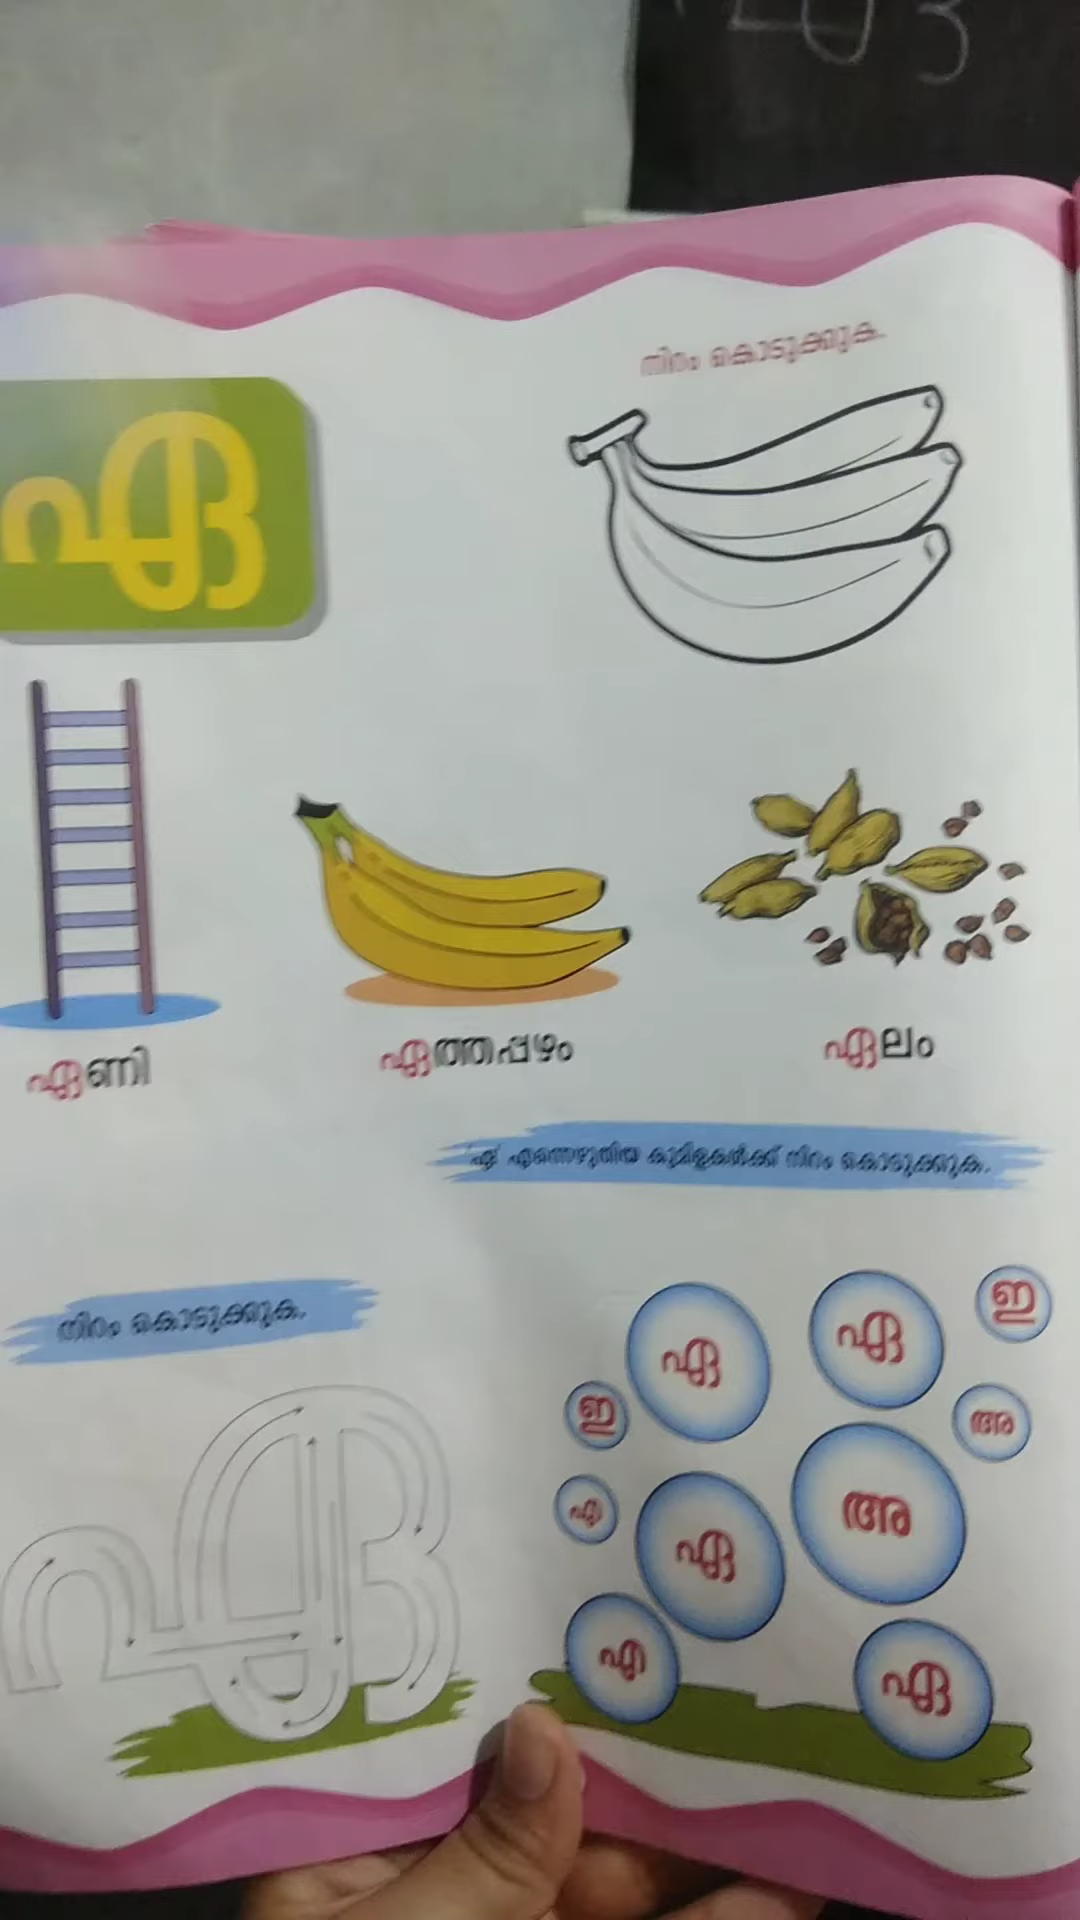 നിറം കൊടുക്കുക.
ഏ
ഏണി
ഏത്തപ്പഴം
ഏലം
'ഏ' എന്നെഴുതിയ കുമിളകൾക്ക് നിറം കൊടുക്കുക.
നിറം കൊടുക്കുക.
ഏ
ഏ
ഇ
ഇ
അ
എ
ഏ
അ
എ
ഏ
ഏ